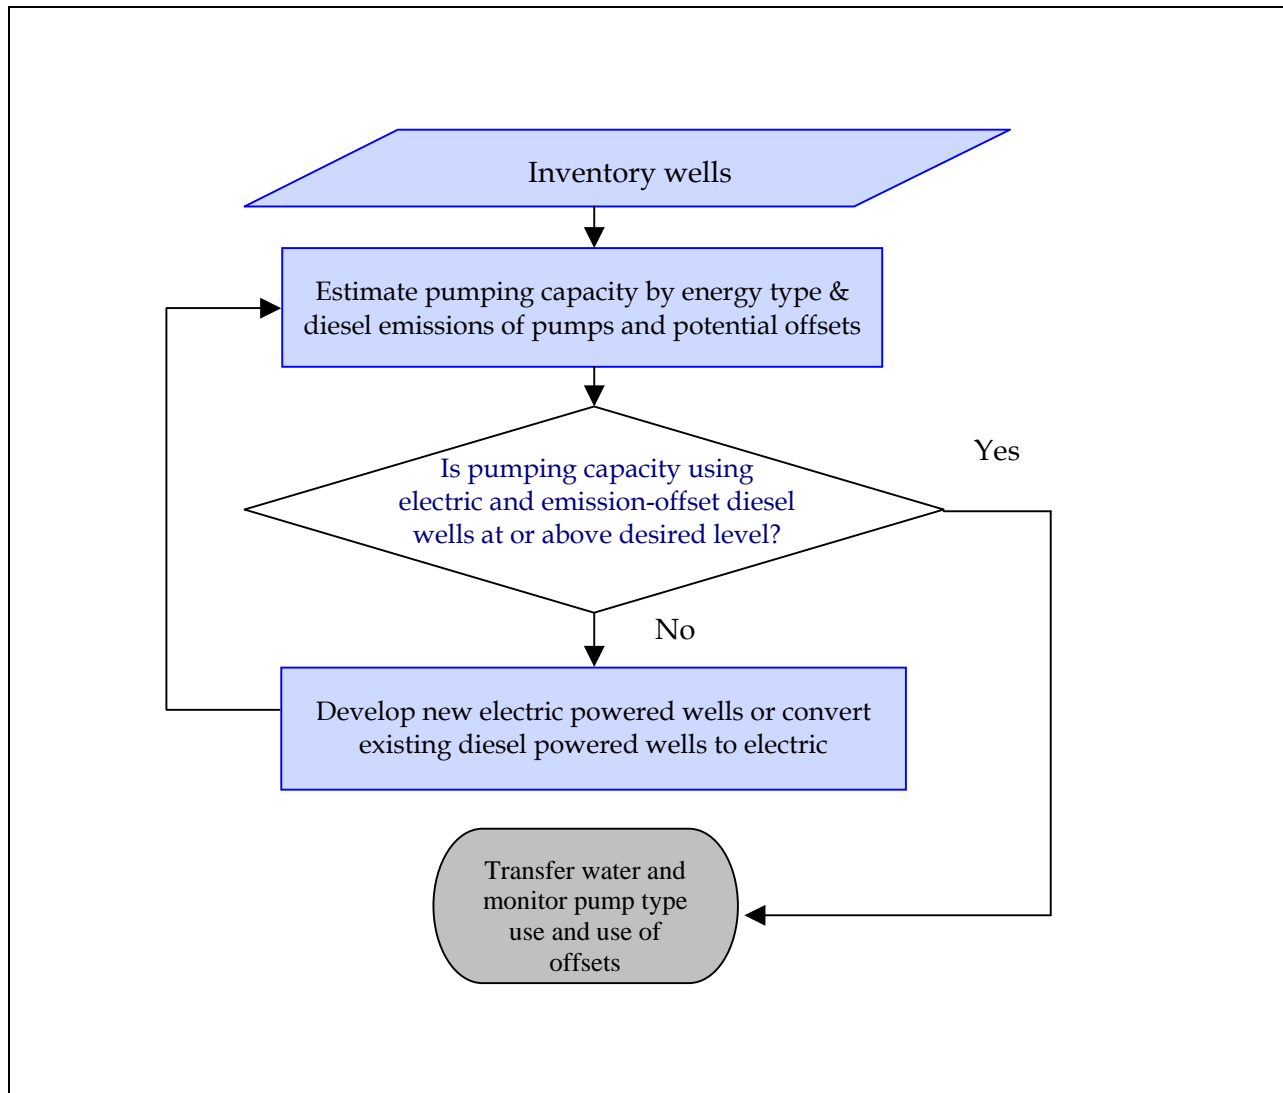 Inventory wells
Estimate pumping capacity by energy type &
diesel emissions of pumps and potential offsets
Is pumping capacity using
electric and emission-offset diesel
wells at or above desired level?
Yes
No
Develop new electric powered wells or convert
existing diesel powered wells to electric
Transfer water and
monitor pump type
use and use of
offsets